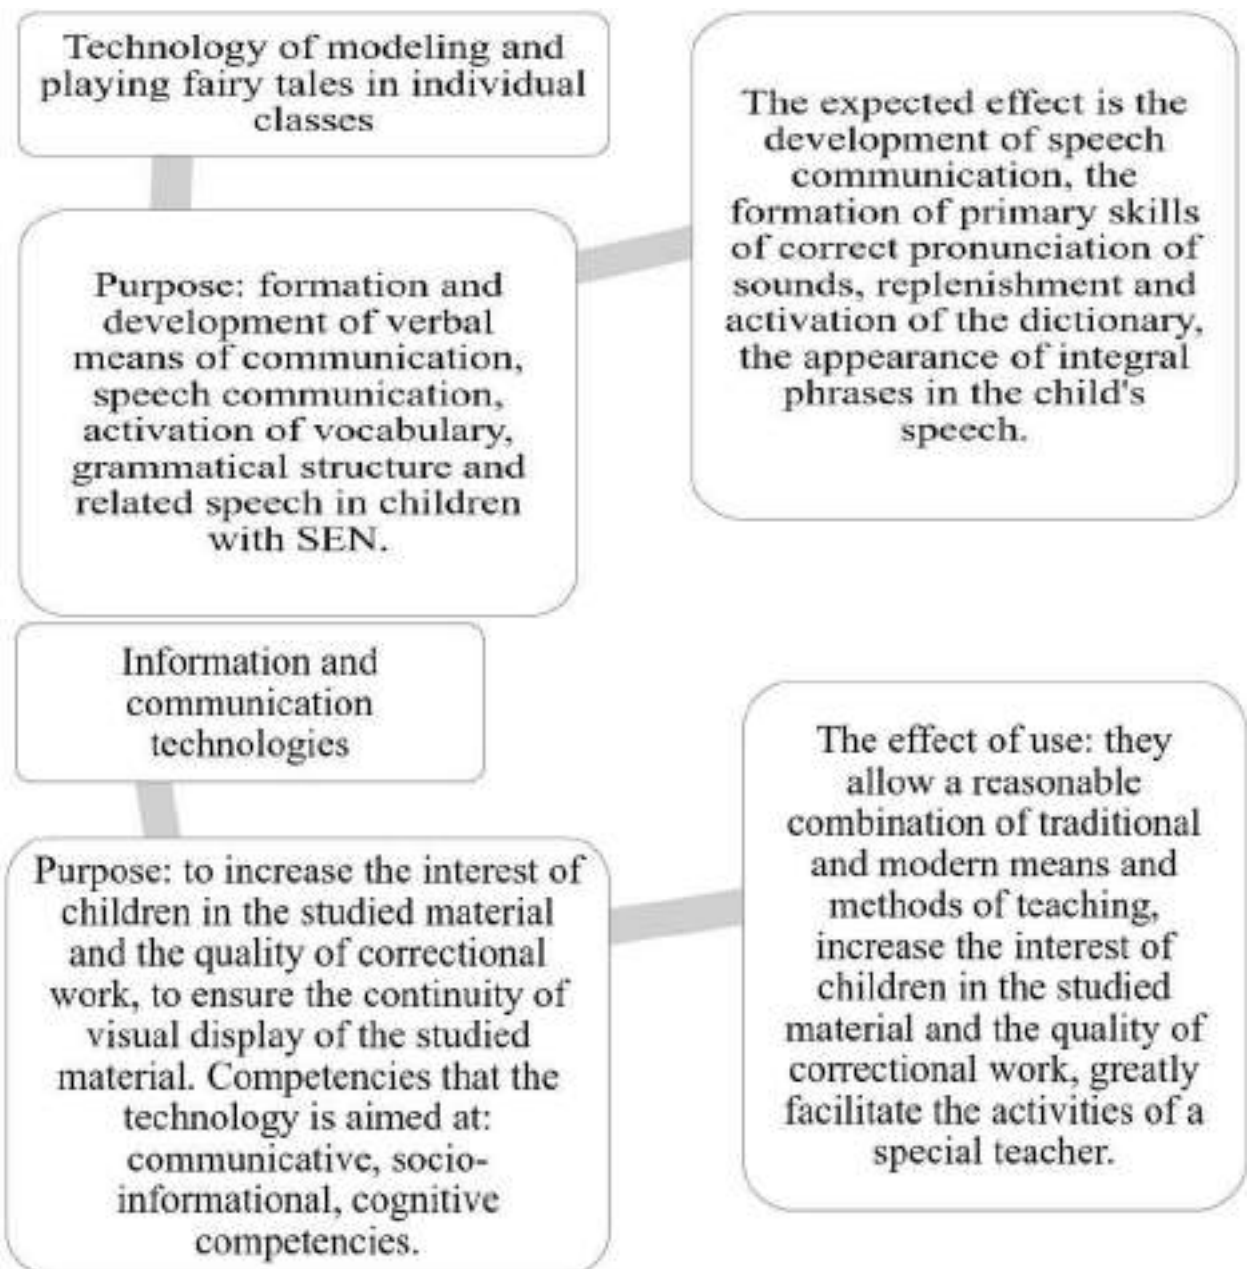 Technology of modeling and
playing fairy tales in individual
classes
Purpose: formation and
development of verbal
means of communication,
speech communication,
activation of vocabulary,
grammatical structure and
related speech in children
with SEN.
The expected effect is the
development of speech
communication, the
formation of primary skills
of correct pronunciation of
sounds, replenishment and
activation of the dictionary,
the appearance of integral
phrases in the child's
speech.
Information and
communication
technologies
Purpose: to increase the interest of
children in the studied material
and the quality of correctional
work, to ensure the continuity of
visual display of the studied
material. Competencies that the
technology is aimed at:
communicative, socio-
informational, cognitive
competencies.
The effect of use: they
allow a reasonable
combination of traditional
and modern means and
methods of teaching,
increase the interest of
children in the studied
material and the quality of
correctional work, greatly
facilitate the activities of a
special teacher.